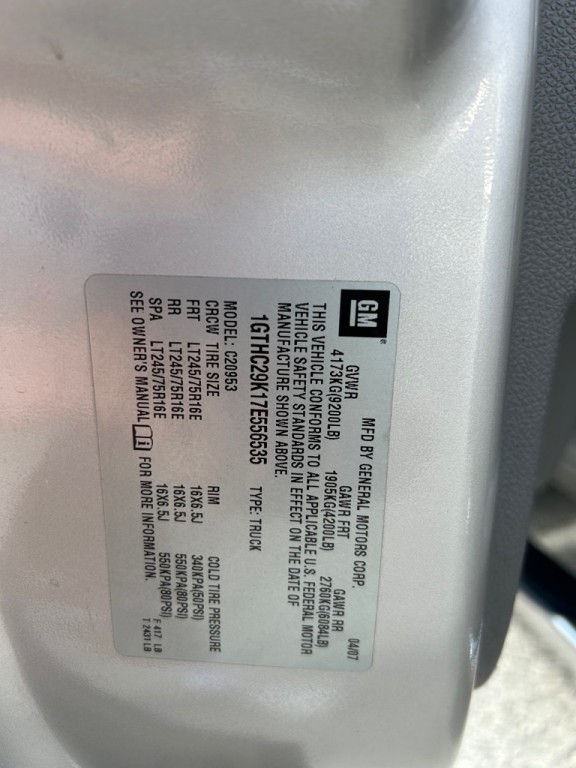 GM®
MFD BY GENERAL MOTORS CORP. 04/07
GVWR GAWR FRT GAWR RR
4173KG(9200LB) 1905KG(4200LB) 2760KG(6084LB)
THIS VEHICLE CONFORMS TO ALL APPLICABLE U.S. FEDERAL MOTOR
VEHICLE SAFETY STANDARDS IN EFFECT ON THE DATE OF
MANUFACTURE SHOWN ABOVE.
1GTHC29K17E556535 TYPE: TRUCK
MODEL: C20953
CRCW TIRE SIZE RIM COLD TIRE PRESSURE
FRT LT245/75R16E 16X6.5J 340KPA(50PSI)
RR LT245/75R16E 16X6.5J 550KPA(80PSI)
SPA LT245/75R16E 16X6.5J 550KPA(80PSI)
SEE OWNER'S MANUAL FOR MORE INFORMATION.
F 417 LB
T 2431 LB